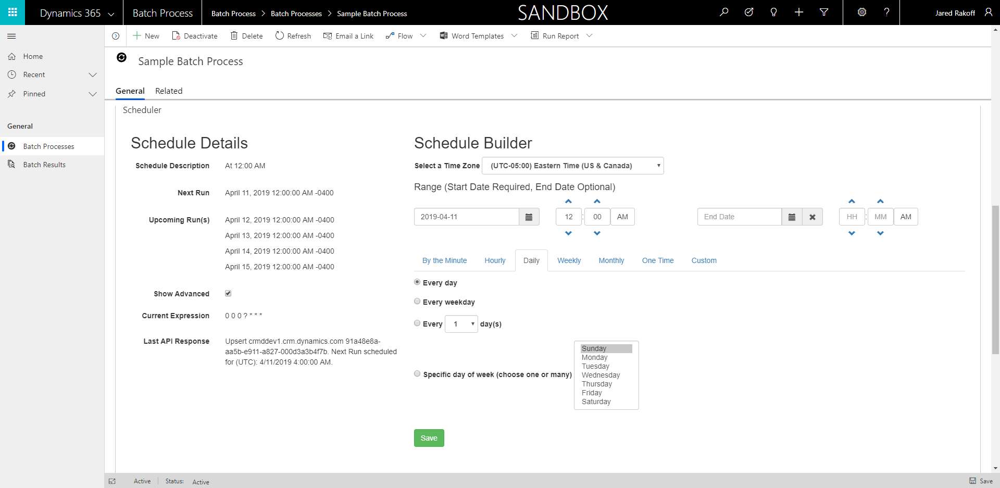 Dynamics 365
Batch Process
Batch Process > Batch Processes > Sample Batch Process
SANDBOX
?
Jared Rakoff
New
Deactivate
Delete
Refresh
Email a Link
Flow
Word Templates
Run Report
Home
Recent
Pinned
General
Batch Processes
Batch Results
Sample Batch Process
General
Related
Scheduler
Schedule Details
Schedule Description At 12:00 AM
Next Run April 11, 2019 12:00:00 AM -0400
Upcoming Run(s) April 12, 2019 12:00:00 AM -0400
April 13, 2019 12:00:00 AM -0400
April 14, 2019 12:00:00 AM -0400
April 15, 2019 12:00:00 AM -0400
Show Advanced
Current Expression 0 0 0 ? * * *
Last API Response Upsert crmddev1.crm.dynamics.com 91a48e8a-
aa5b-e911-a827-000d3a3b4f7b. Next Run scheduled
for (UTC): 4/11/2019 4:00:00 AM.
Schedule Builder
Select a Time Zone (UTC-05:00) Eastern Time (US & Canada)
Range (Start Date Required, End Date Optional)
2019-04-11 12 : 00 AM End Date HH : MM AM
By the Minute Hourly Daily Weekly Monthly One Time Custom
Every day
Every weekday
Every 1 day(s)
Specific day of week (choose one or many)
Sunday
Monday
Tuesday
Wednesday
Thursday
Friday
Saturday
Save
Active
Status: Active
Save